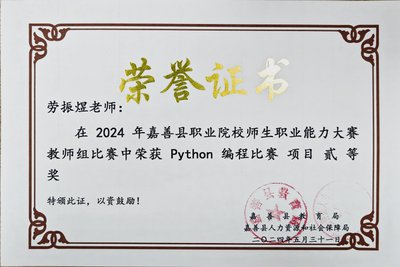 荣誉证书
劳振煜老师：
在 2024 年嘉善县职业院校师生职业能力大赛
教师组比赛中荣获 Python 编程比赛 项目 贰 等
奖
特颁此证，以资鼓励！
嘉善县教育局
嘉善县人力资源和社会保障局
二〇二四年五月三十一日